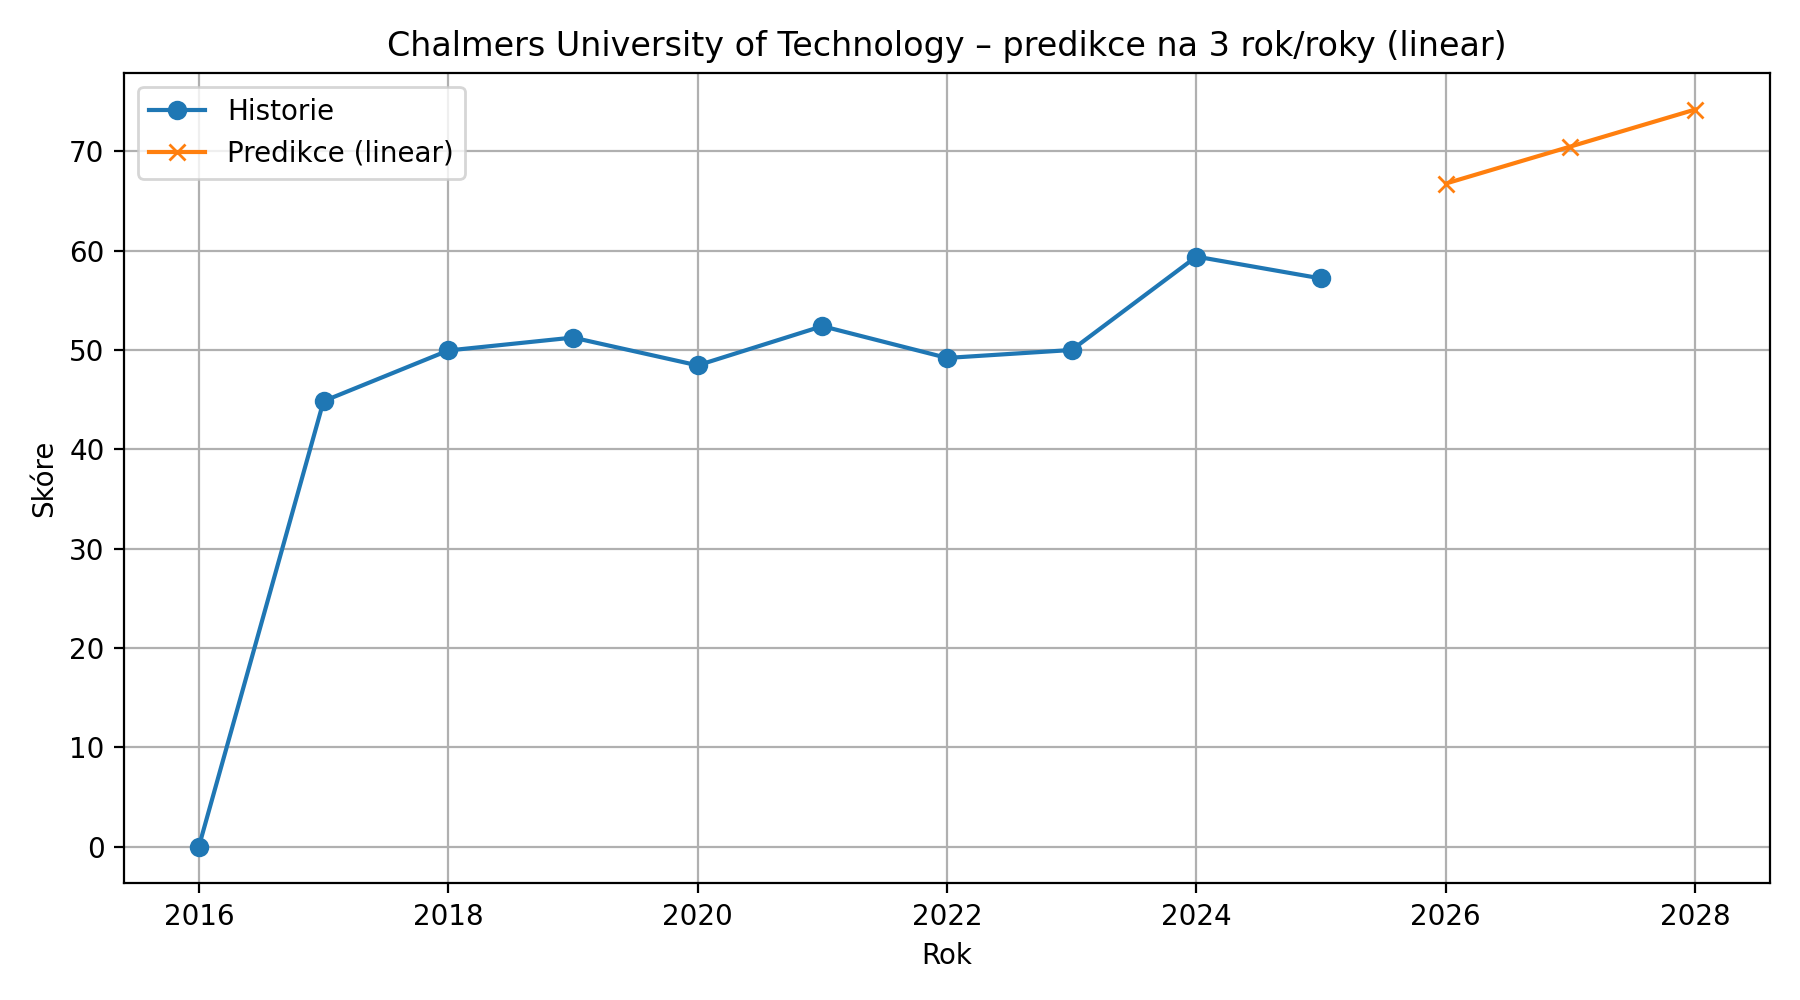 Chalmers University of Technology – predikce na 3 rok/roky (linear)
Historie
Predikce (linear)
70
60
50
40
30
20
10
0
Skóre
2016 2018 2020 2022 2024 2026 2028
Rok